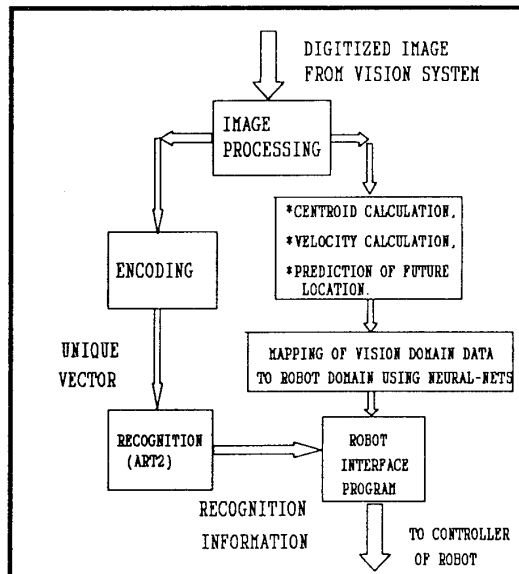 DIGITIZED IMAGE
FROM VISION SYSTEM
IMAGE
PROCESSING
*CENTROID CALCULATION,
*VELOCITY CALCULATION,
*PREDICTION OF FUTURE
LOCATION.
ENCODING
UNIQUE
VECTOR
MAPPING OF VISION DOMAIN DATA
TO ROBOT DOMAIN USING NEURAL-NETS
RECOGNITION
(ART2)
ROBOT
INTERFACE
PROGRAM
RECOGNITION
INFORMATION
TO CONTROLLER
OF ROBOT